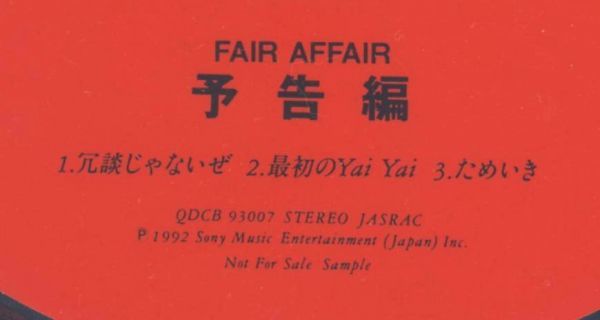 FAIR AFFAIR
予告編
1.冗談じゃないぜ 2.最初のYai Yai 3.ためいき
QDCB 93007 STEREO JASRAC
℗1992 Sony Music Entertainment (Japan) Inc.
Not For Sale Sample